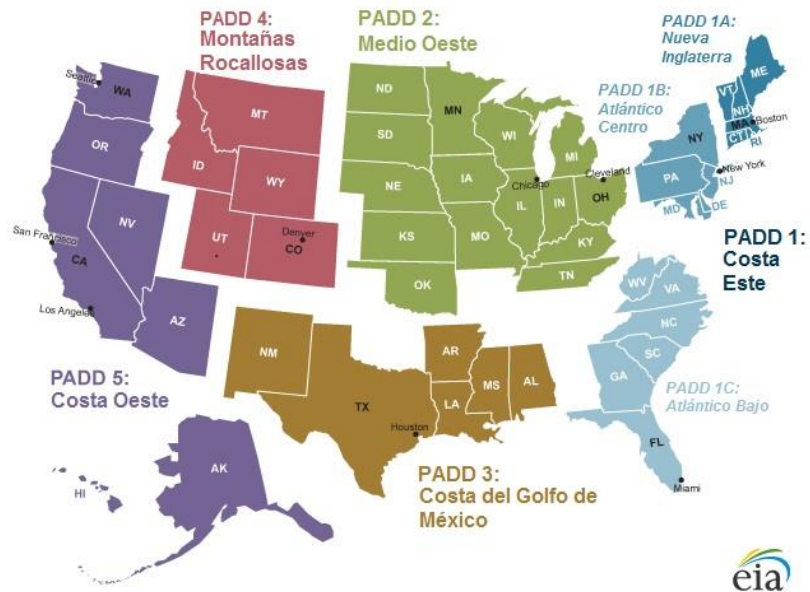 PADD 4:
Montañas
Rocallosas
PADD 2:
Medio Oeste
PADD 1A:
Nueva
Inglaterra
PADD 1B:
Atlántico
Centro
PADD 1:
Costa
Este
PADD 1C:
Atlántico Bajo
PADD 5:
Costa Oeste
PADD 3:
Costa del Golfo de
México
Seattle
WA
OR
NV
San Francisco
CA
Los Angeles
AZ
AK
HI
MT
ID
WY
UT
Denver
CO
ND
SD
NE
KS
OK
MN
IA
MO
WI
IL
Chicago
MI
IN
Cleveland
OH
KY
TN
NM
TX
Houston
AR
LA
MS
AL
ME
VT
NH
MA
Boston
CT
RI
NY
New York
PA
NJ
MD
DE
WV
VA
NC
SC
GA
FL
Miami
eia